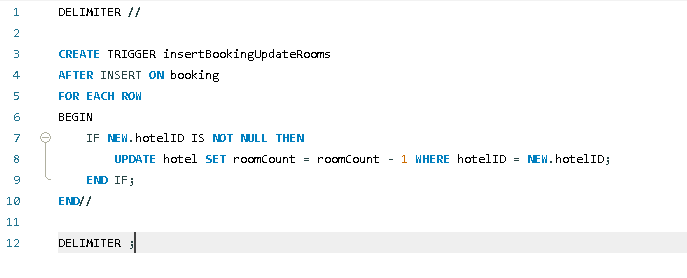 1 DELIMITER //
2
3 CREATE TRIGGER insertBookingUpdateRooms
4 AFTER INSERT ON booking
5 FOR EACH ROW
6 BEGIN
7 IF NEW.hotelID IS NOT NULL THEN
8 UPDATE hotel SET roomCount = roomCount - 1 WHERE hotelID = NEW.hotelID;
9 END IF;
10 END//
11
12 DELIMITER ;